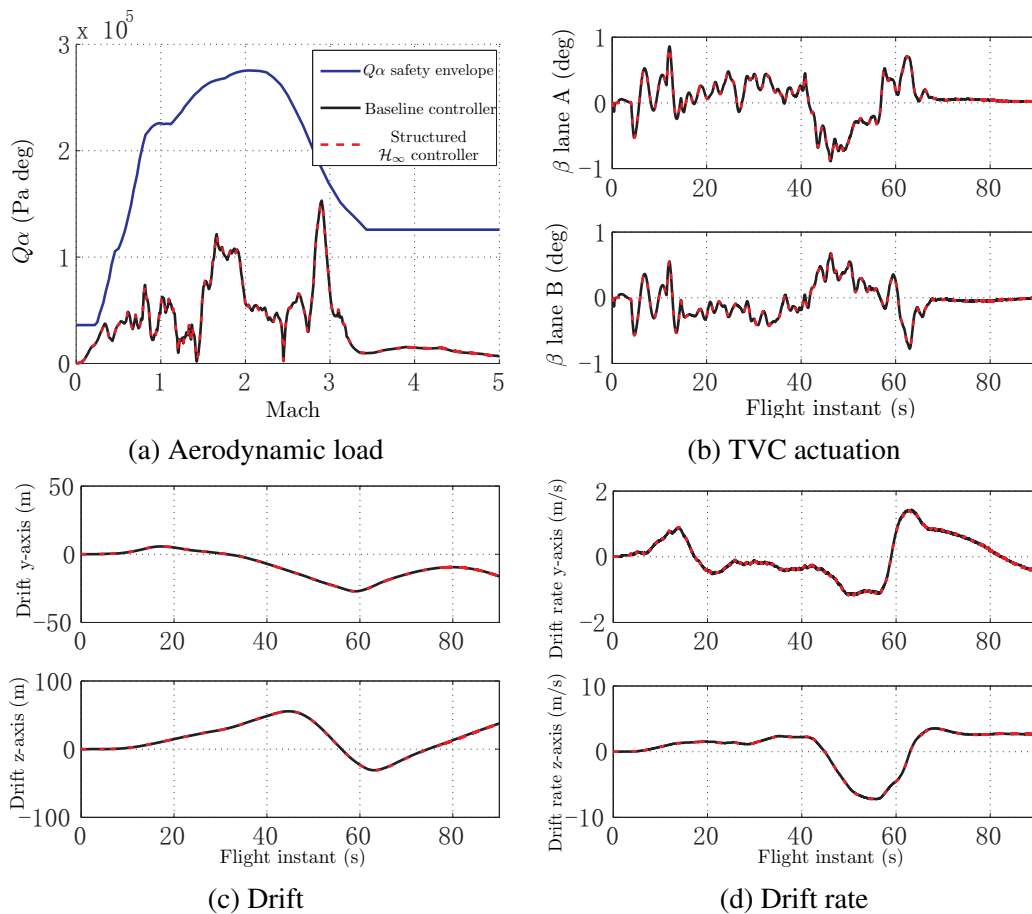 × 10⁵
3
2
1
0
0 1 2 3 4 5
Qα (Pa deg)
Mach
Qα safety envelope
Baseline controller
Structured
ℋ∞ controller
(a) Aerodynamic load
1
0
−1
0 20 40 60 80
β lane A (deg)
1
0
−1
0 20 40 60 80
β lane B (deg)
Flight instant (s)
(b) TVC actuation
50
0
−50
0 20 40 60 80
Drift y-axis (m)
100
0
−100
0 20 40 60 80
Drift z-axis (m)
Flight instant (s)
(c) Drift
2
0
−2
0 20 40 60 80
Drift rate y-axis (m/s)
10
0
−10
0 20 40 60 80
Drift rate z-axis (m/s)
Flight instant (s)
(d) Drift rate